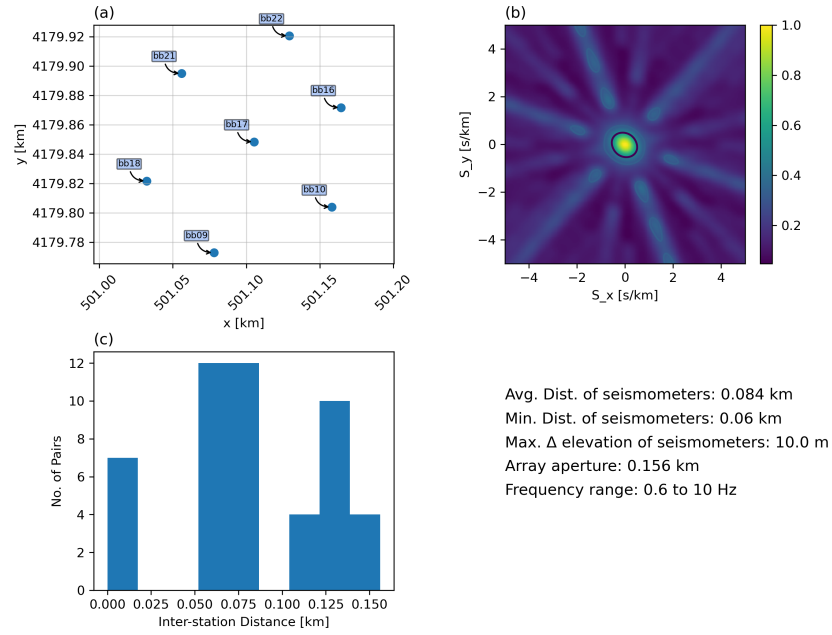 (a)
bb22
bb21
bb16
bb17
bb18
bb10
bb09
4179.92
4179.90
4179.88
4179.86
4179.84
4179.82
4179.80
4179.78
y [km]
501.00
501.05
501.10
501.15
501.20
x [km]
(b)
4
2
0
−2
−4
S_y [s/km]
−4 −2 0 2 4
S_x [s/km]
1.0
0.8
0.6
0.4
0.2
(c)
12
10
8
6
4
2
0
No. of Pairs
0.000 0.025 0.050 0.075 0.100 0.125 0.150
Inter-station Distance [km]
Avg. Dist. of seismometers: 0.084 km
Min. Dist. of seismometers: 0.06 km
Max. Δ elevation of seismometers: 10.0 m
Array aperture: 0.156 km
Frequency range: 0.6 to 10 Hz